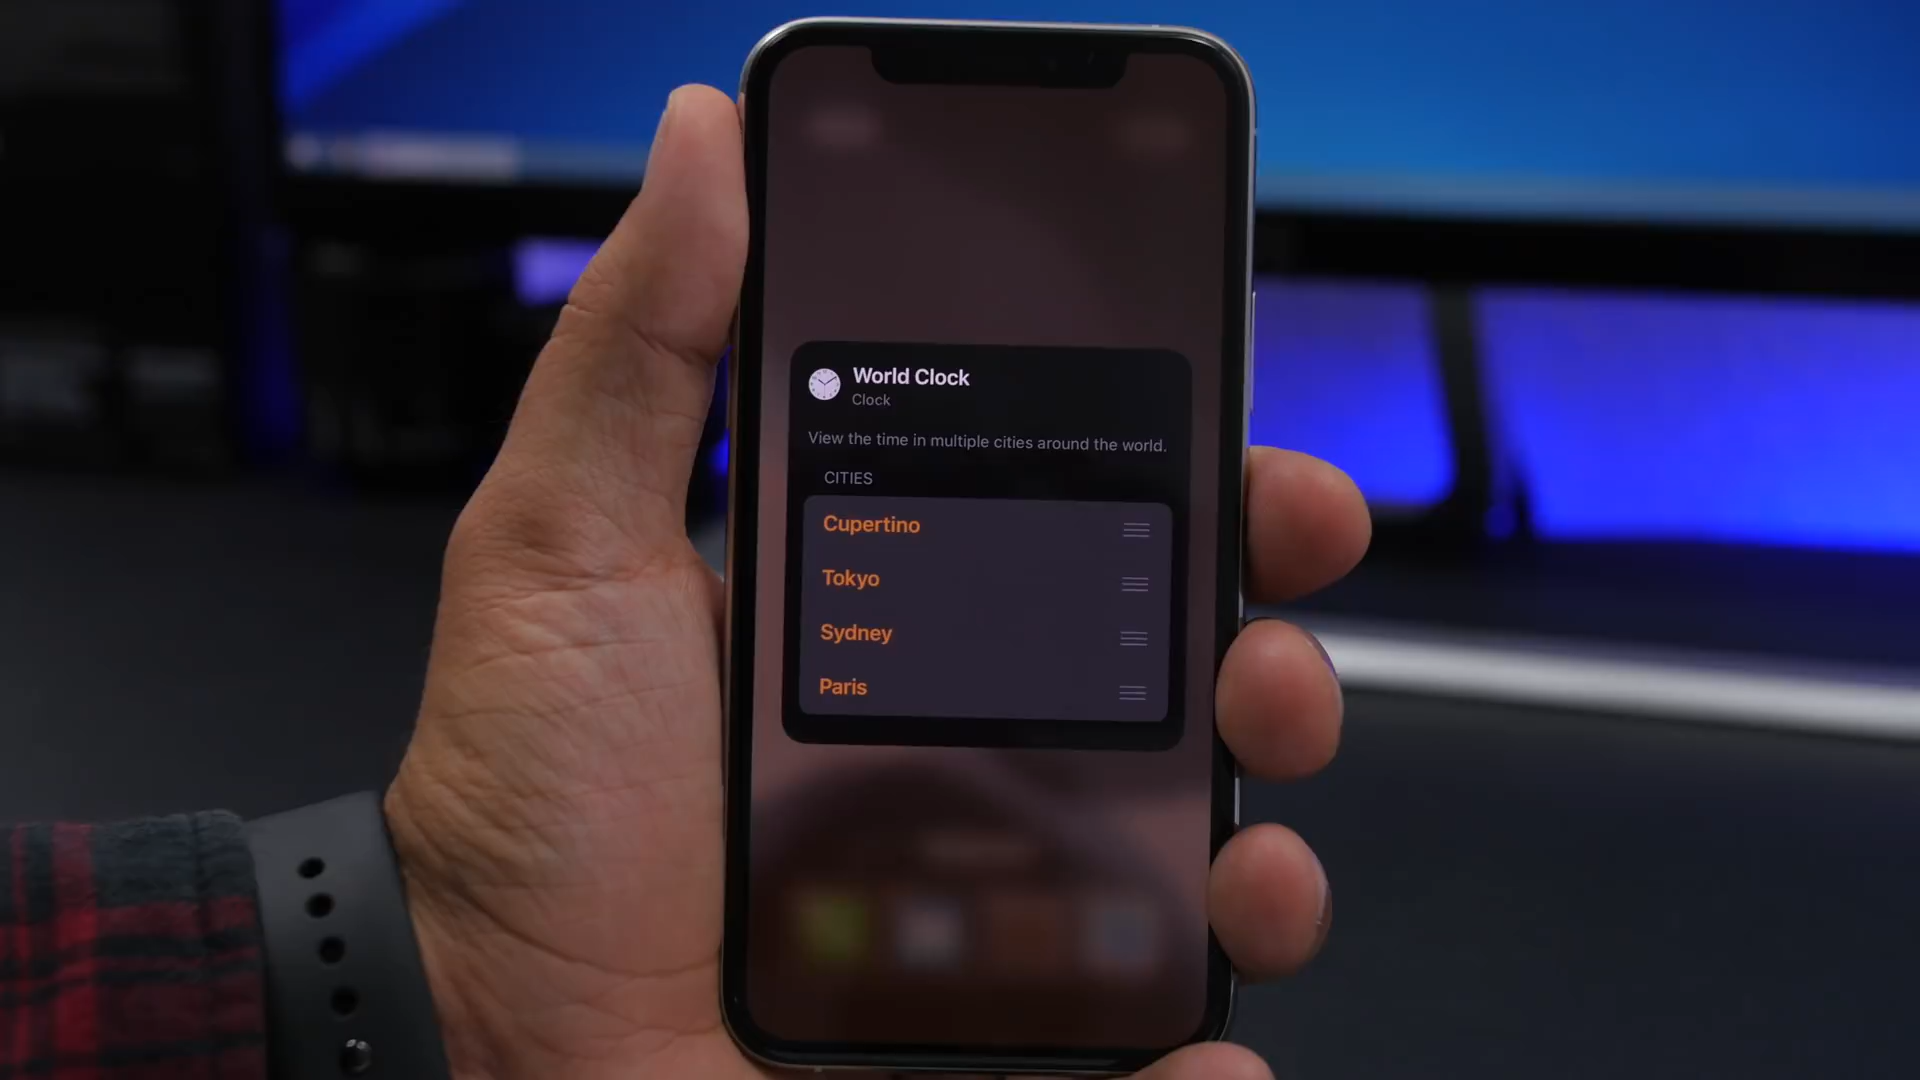 World Clock
Clock
View the time in multiple cities around the world.
CITIES
Cupertino
Tokyo
Sydney
Paris